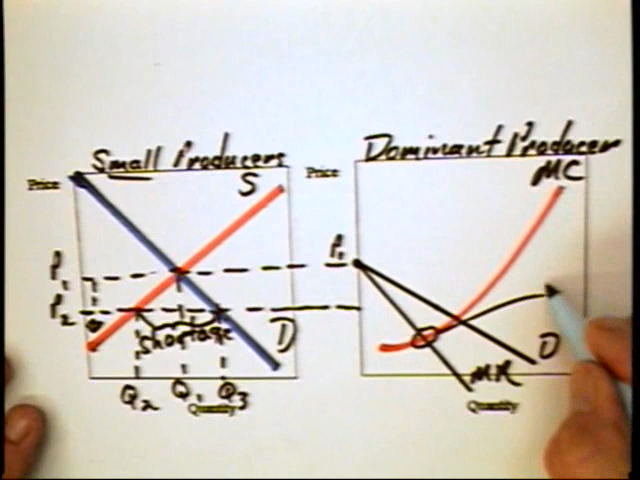 Small Producers
Price
S
P1
P2
Shortage
D
Q2 Q1 Q3
Quantity
Dominant Producer
Price
MC
P1
D
MR
Quantity